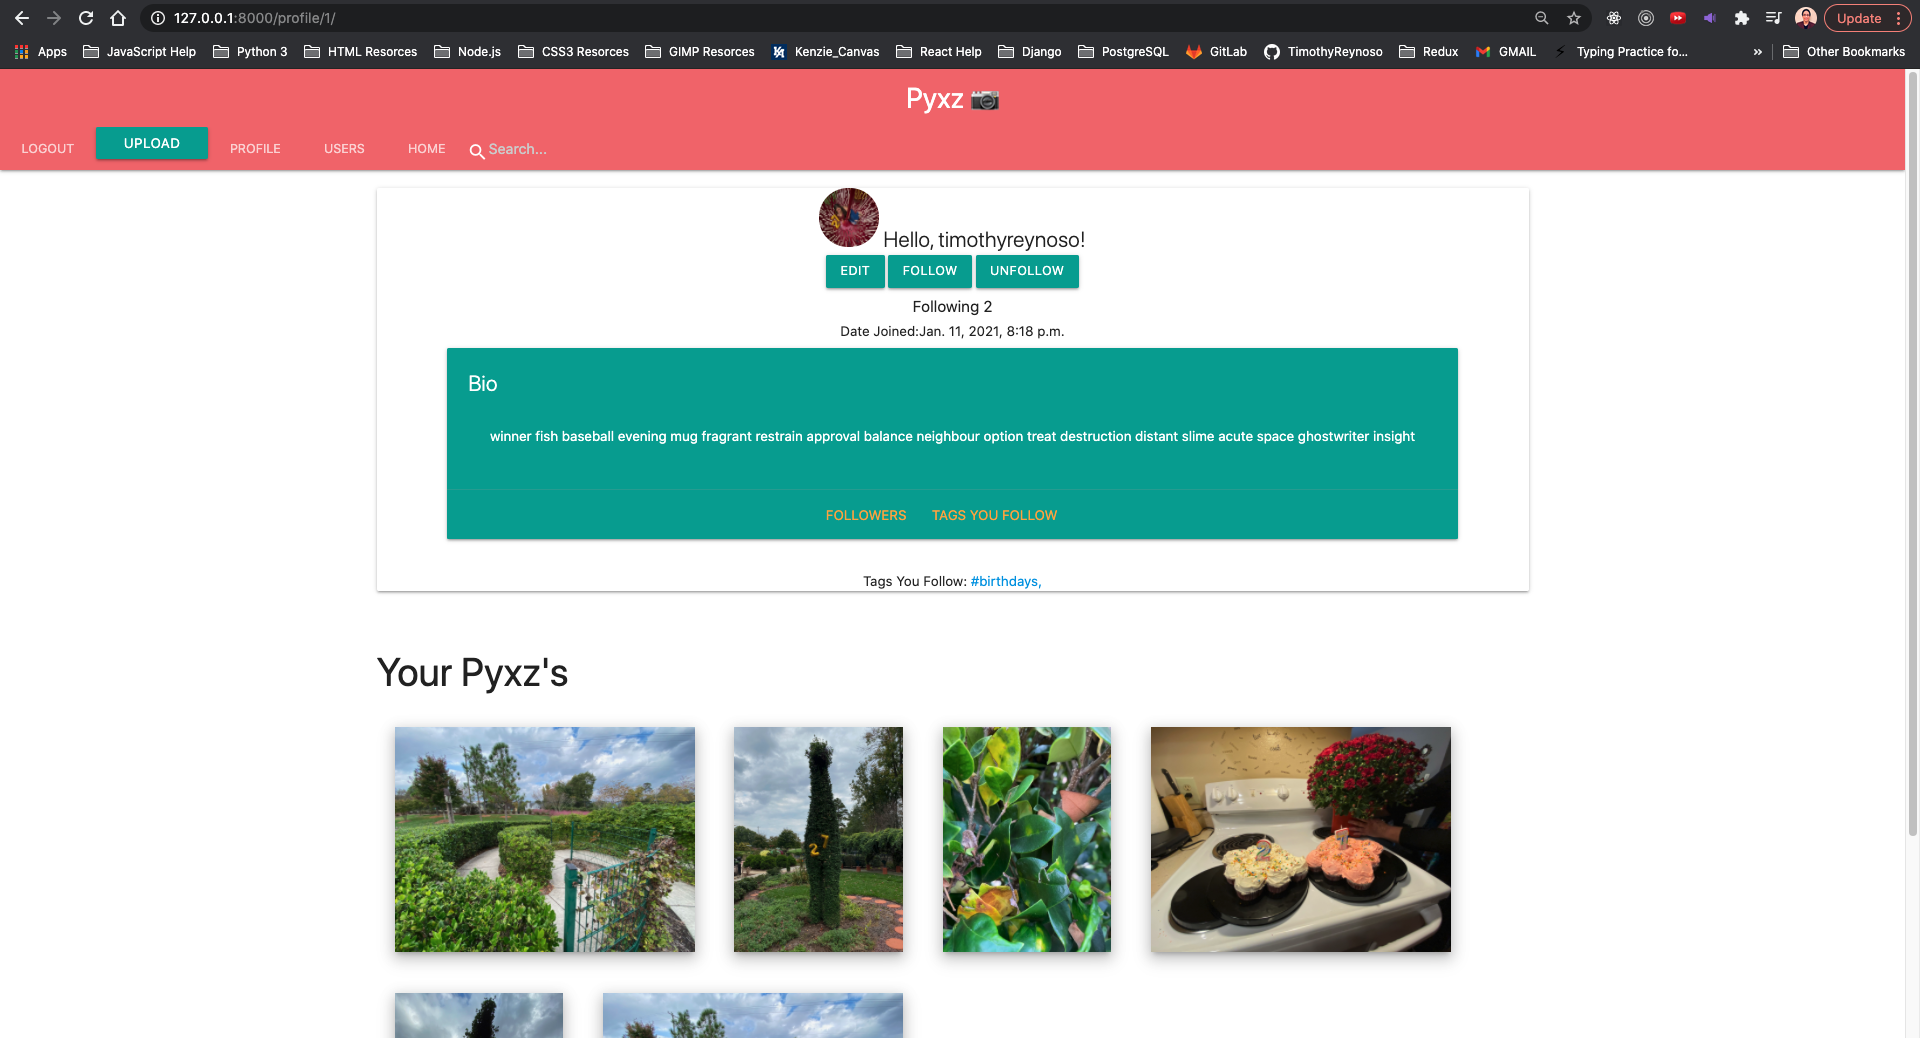 127.0.0.1:8000/profile/1/
Update
Apps JavaScript Help Python 3 HTML Resorces Node.js CSS3 Resorces GIMP Resorces Kenzie_Canvas React Help Django PostgreSQL GitLab TimothyReynoso Redux GMAIL Typing Practice fo... » Other Bookmarks
Pyxz
LOGOUT UPLOAD PROFILE USERS HOME Search...
Hello, timothyreynoso!
EDIT FOLLOW UNFOLLOW
Following 2
Date Joined:Jan. 11, 2021, 8:18 p.m.
Bio
winner fish baseball evening mug fragrant restrain approval balance neighbour option treat destruction distant slime acute space ghostwriter insight
FOLLOWERS TAGS YOU FOLLOW
Tags You Follow: #birthdays,
Your Pyxz's
27
2
7